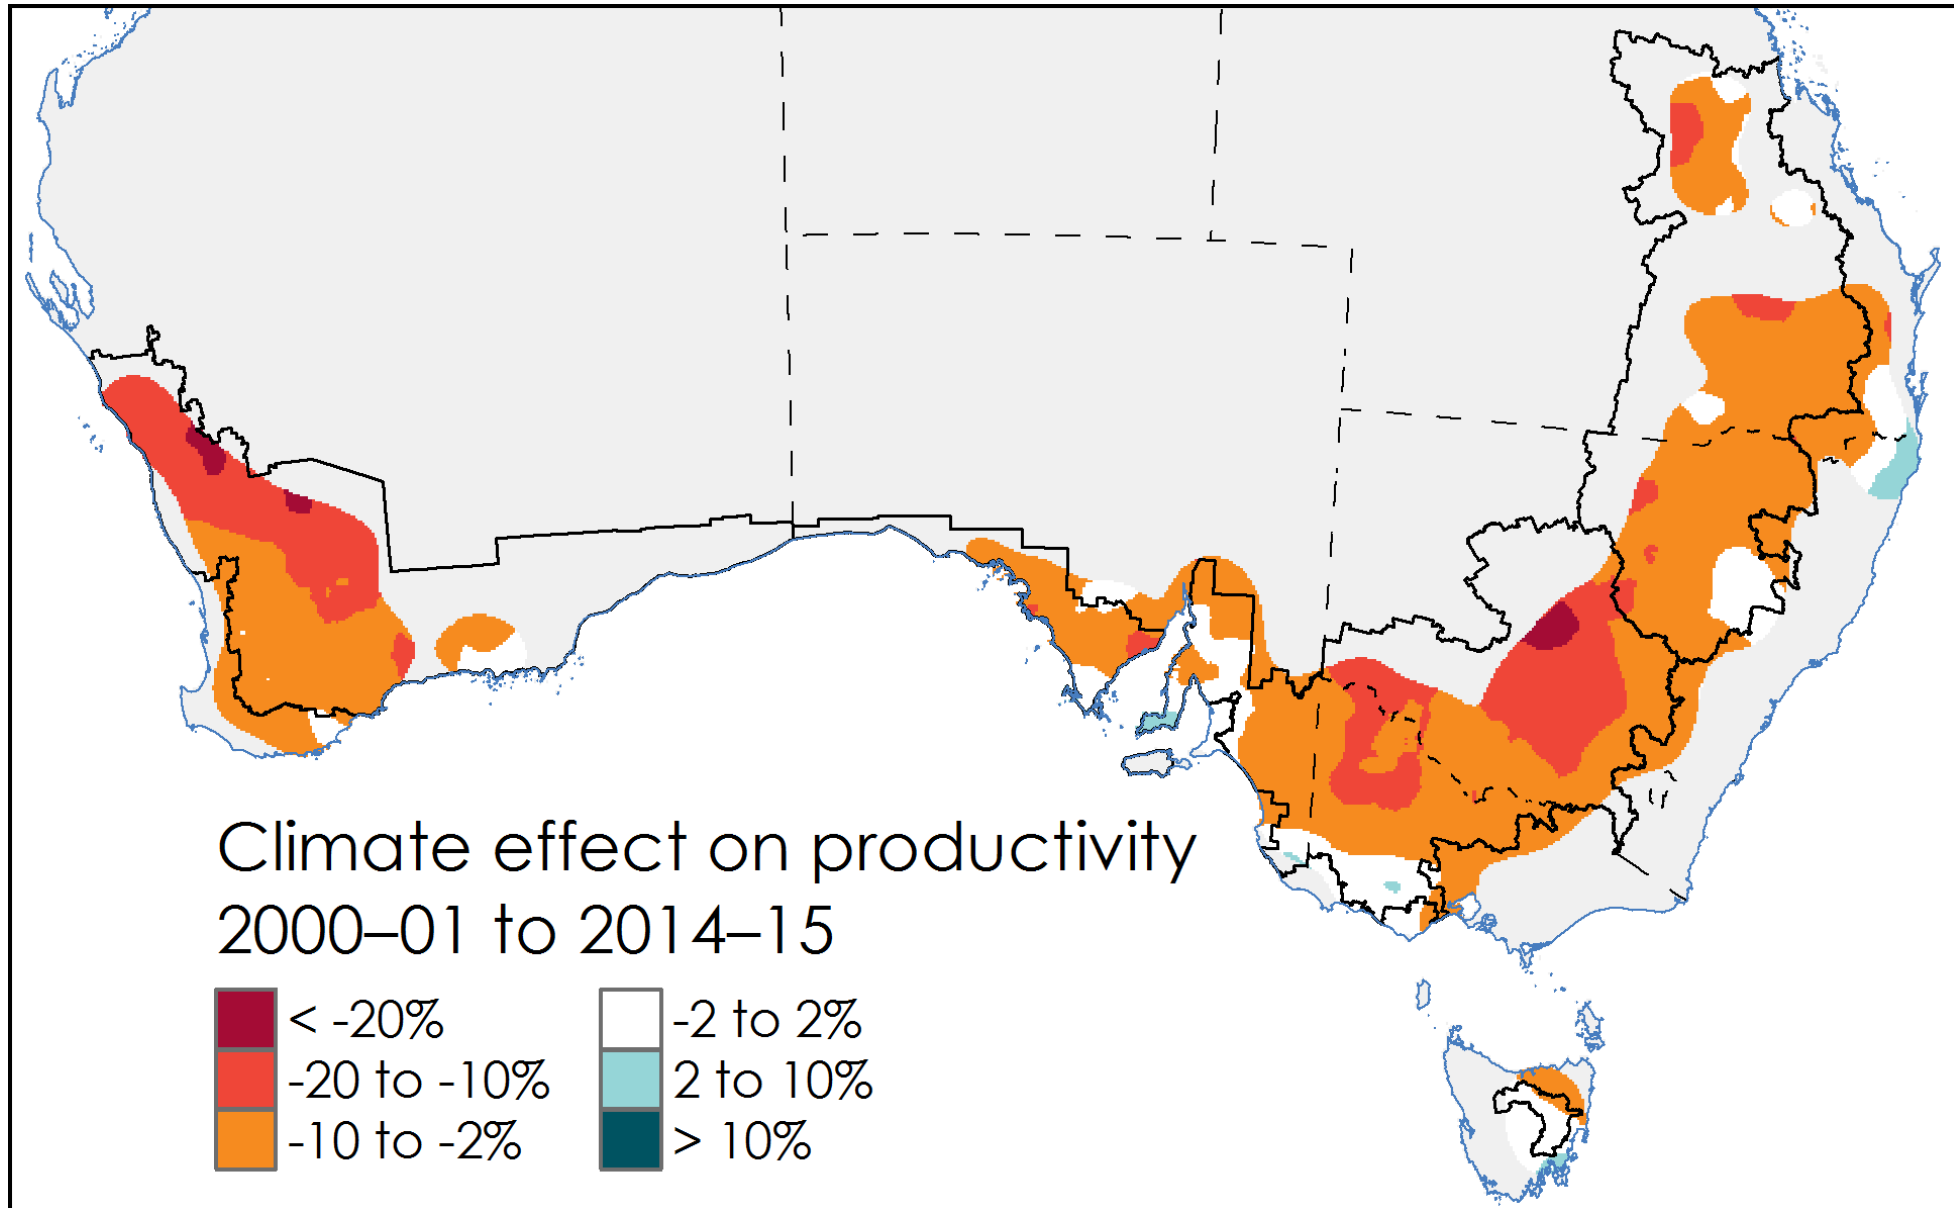 Climate effect on productivity
2000–01 to 2014–15
< -20%
-20 to -10%
-10 to -2%
-2 to 2%
2 to 10%
> 10%